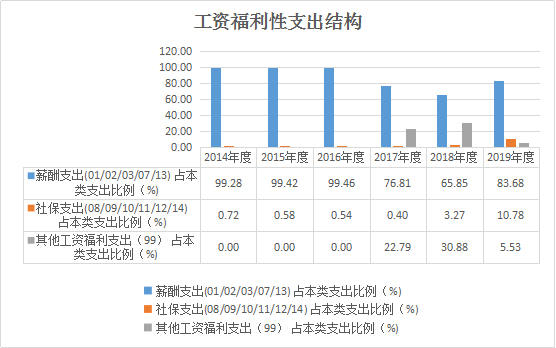 工资福利性支出结构
120.00
100.00
80.00
60.00
40.00
20.00
0.00
2014年度 2015年度 2016年度 2017年度 2018年度 2019年度
薪酬支出(01/02/03/07/13) 占本
类支出比例（%）
99.28 99.42 99.46 76.81 65.85 83.68
社保支出(08/09/10/11/12/14)
占本类支出比例（%）
0.72 0.58 0.54 0.40 3.27 10.78
其他工资福利支出（99） 占本
类支出比例（%）
0.00 0.00 0.00 22.79 30.88 5.53
薪酬支出(01/02/03/07/13) 占本类支出比例（%）
社保支出(08/09/10/11/12/14) 占本类支出比例（%）
其他工资福利支出（99） 占本类支出比例（%）